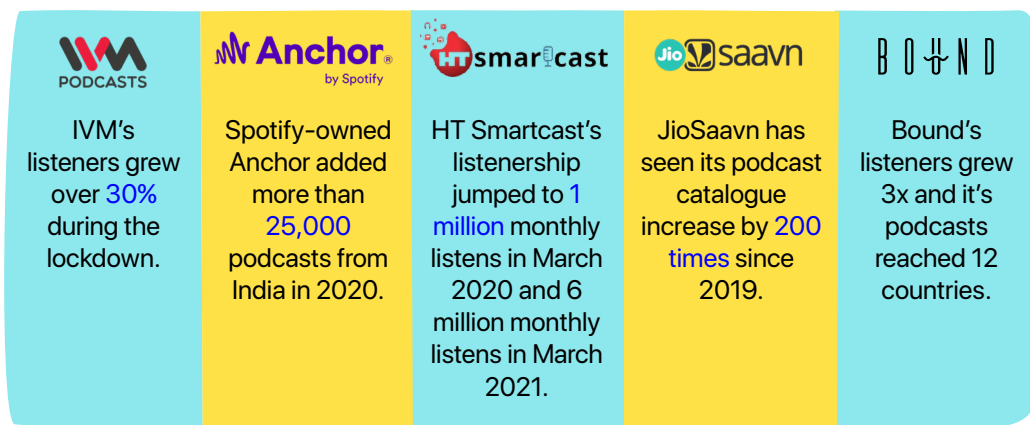 IVM
PODCASTS
IVM's
listeners grew
over 30%
during the
lockdown.
Anchor®
by Spotify
Spotify-owned
Anchor added
more than
25,000
podcasts from
India in 2020.
HT smartcast
HT Smartcast's
listenership
jumped to 1
million monthly
listens in March
2020 and 6
million monthly
listens in March
2021.
Jio saavn
JioSaavn has
seen its podcast
catalogue
increase by 200
times since
2019.
BOUND
Bound's
listeners grew
3x and it's
podcasts
reached 12
countries.